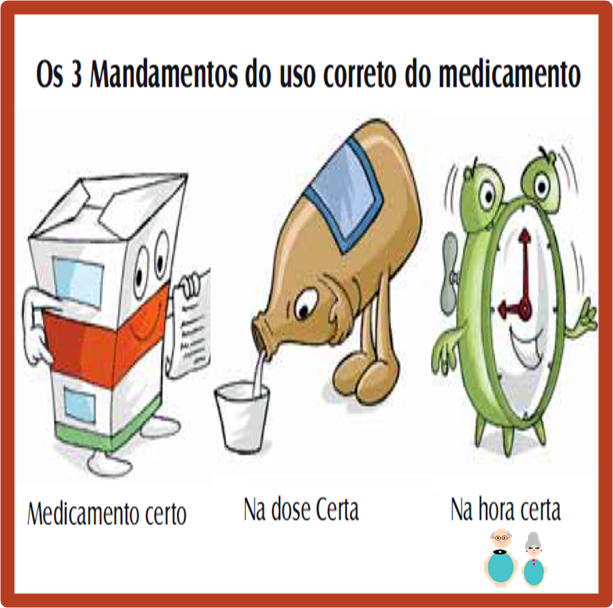 Os 3 Mandamentos do uso correto do medicamento
Medicamento certo
Na dose Certa
Na hora certa